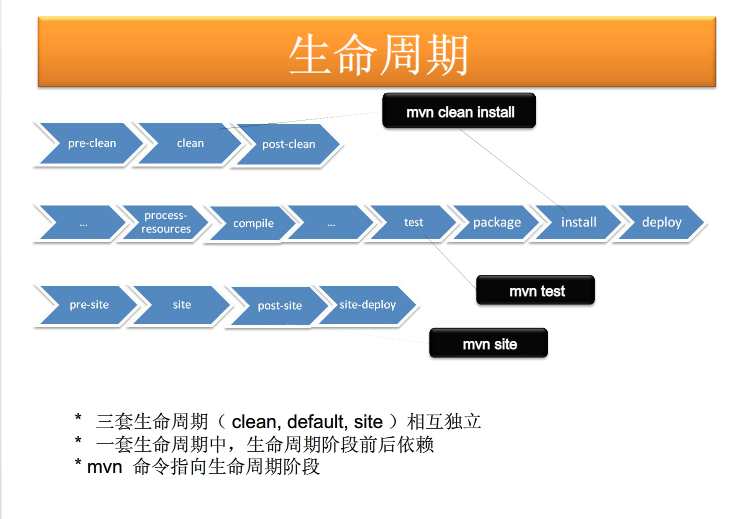 生命周期
mvn clean install
pre-clean
clean
post-clean
...
process-
resources
compile
...
test
package
install
deploy
mvn test
pre-site
site
post-site
site-deploy
mvn site
* 三套生命周期（ clean, default, site ）相互独立
* 一套生命周期中，生命周期阶段前后依赖
* mvn 命令指向生命周期阶段